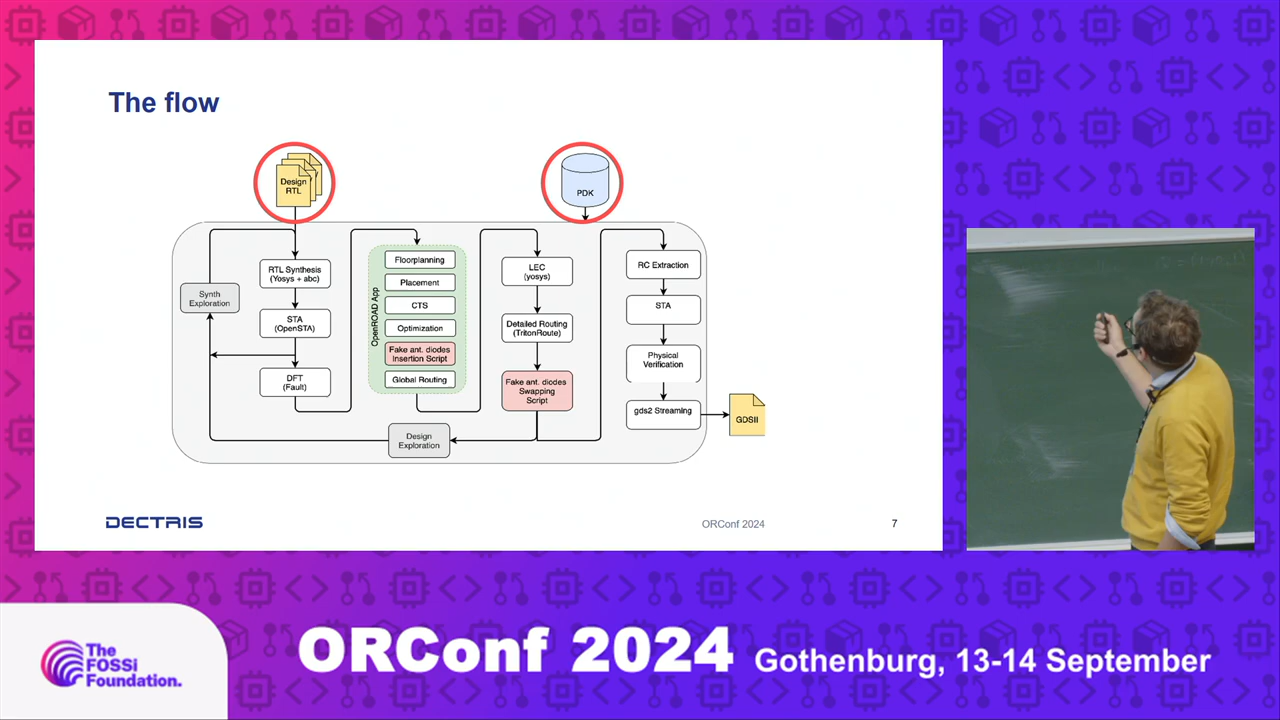 The flow
Design
RTL
PDK
Synth
Exploration
RTL Synthesis
(Yosys + abc)
STA
(OpenSTA)
DFT
(Fault)
OpenROAD App
Floorplanning
Placement
CTS
Optimization
Fake ant. diodes
Insertion Script
Global Routing
LEC
(yosys)
Detailed Routing
(TritonRoute)
Fake ant. diodes
Swapping
Script
Design
Exploration
RC Extraction
STA
Physical
Verification
gds2 Streaming
GDSII
DECTRIS
ORConf 2024
7
The
FOSSi
Foundation.
ORConf 2024 Gothenburg, 13-14 September